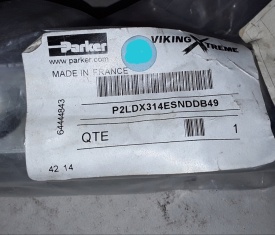 Parker
VIKING XTREME
www.parker.com
MADE IN FRANCE
64444843
P2LDX314ESNDDB49
QTE 1
42 14